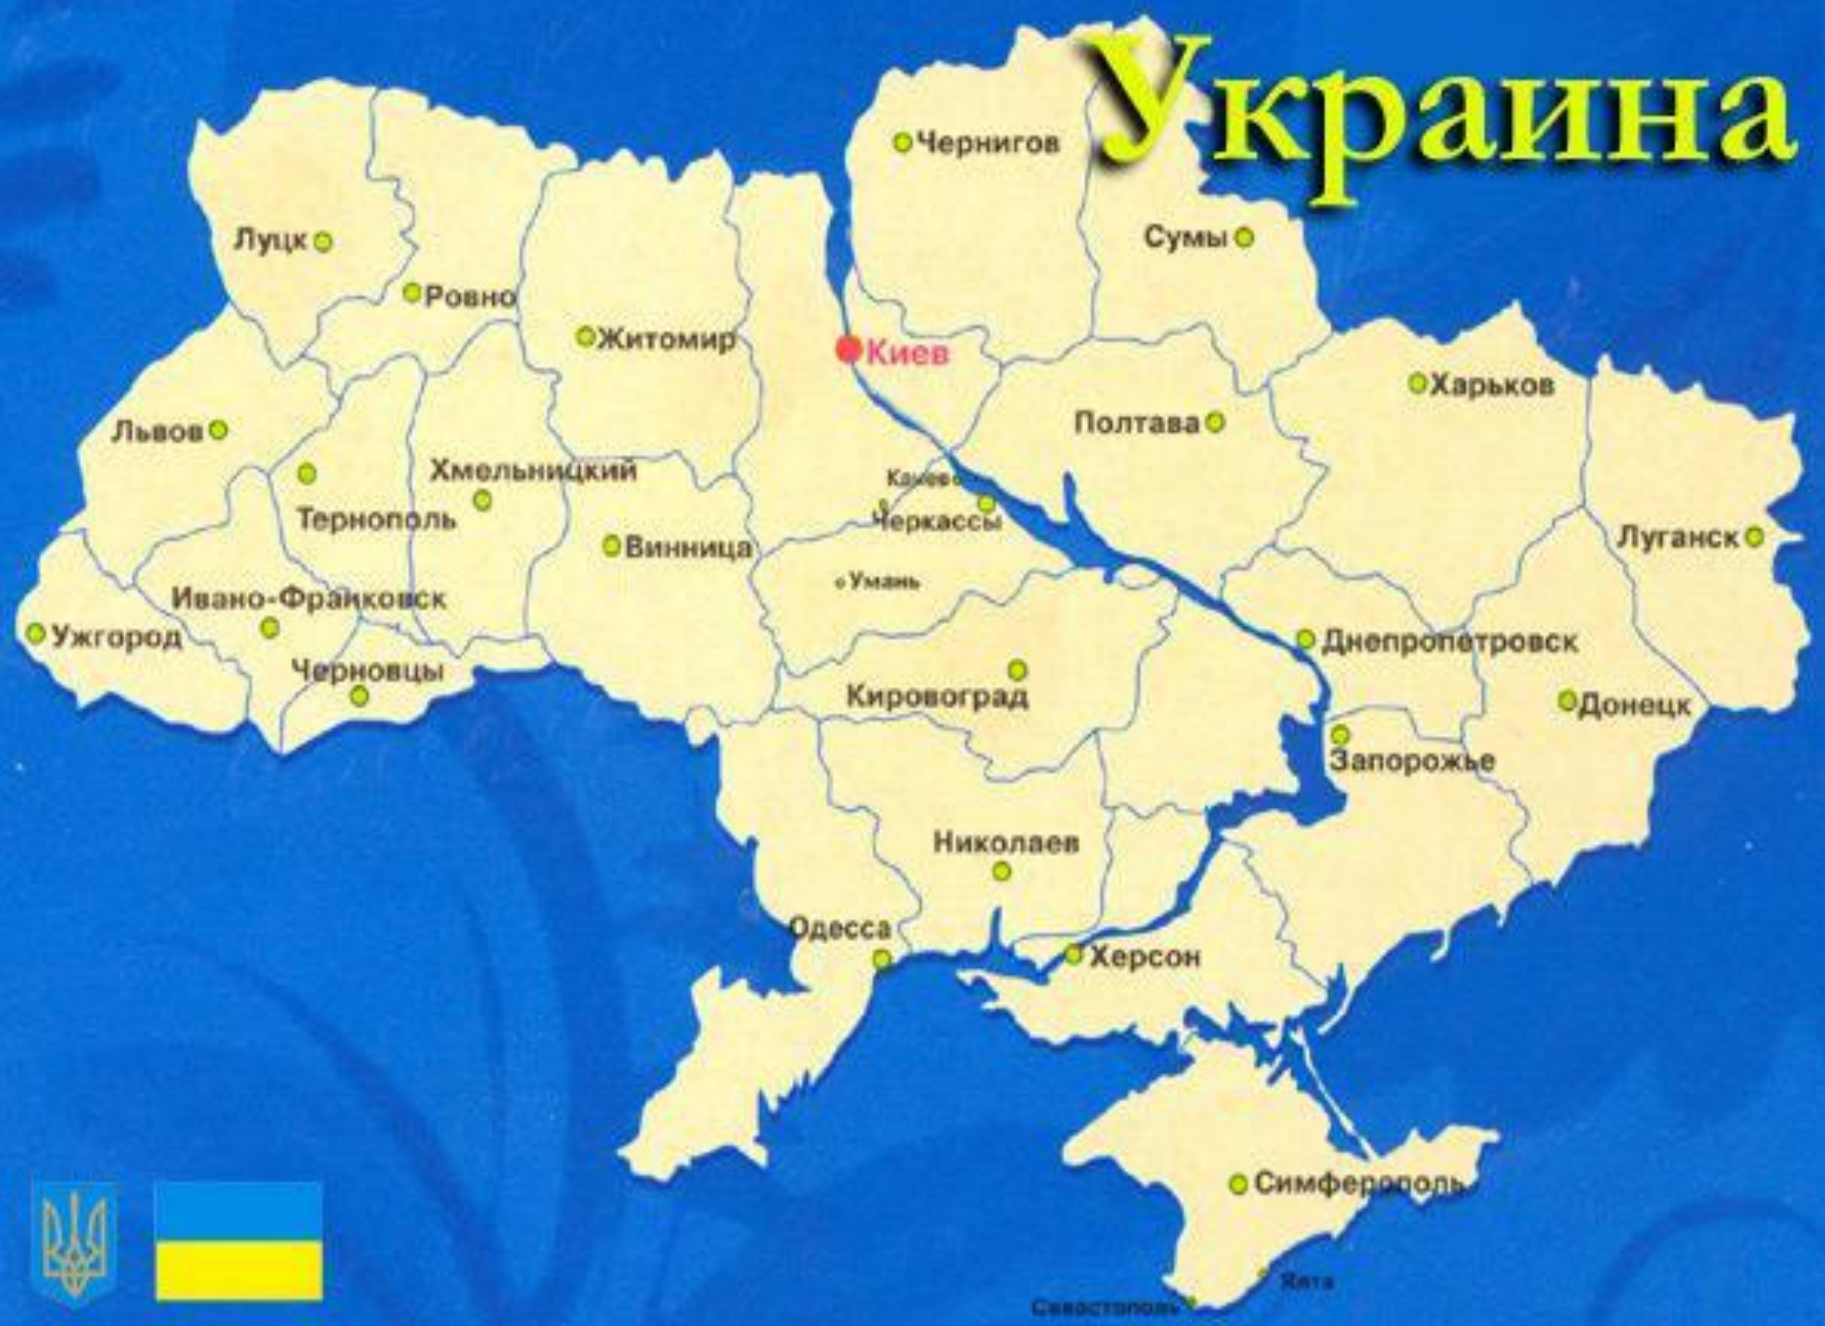 Украина
Чернигов
Сумы
Луцк
Ровно
Житомир
Киев
Харьков
Львов
Полтава
Хмельницкий
Канев
Тернополь
Черкассы
Луганск
Винница
Умань
Ивано-Франковск
Ужгород
Днепропетровск
Черновцы
Кировоград
Донецк
Запорожье
Николаев
Одесса
Херсон
Симферополь
Ялта
Севастополь